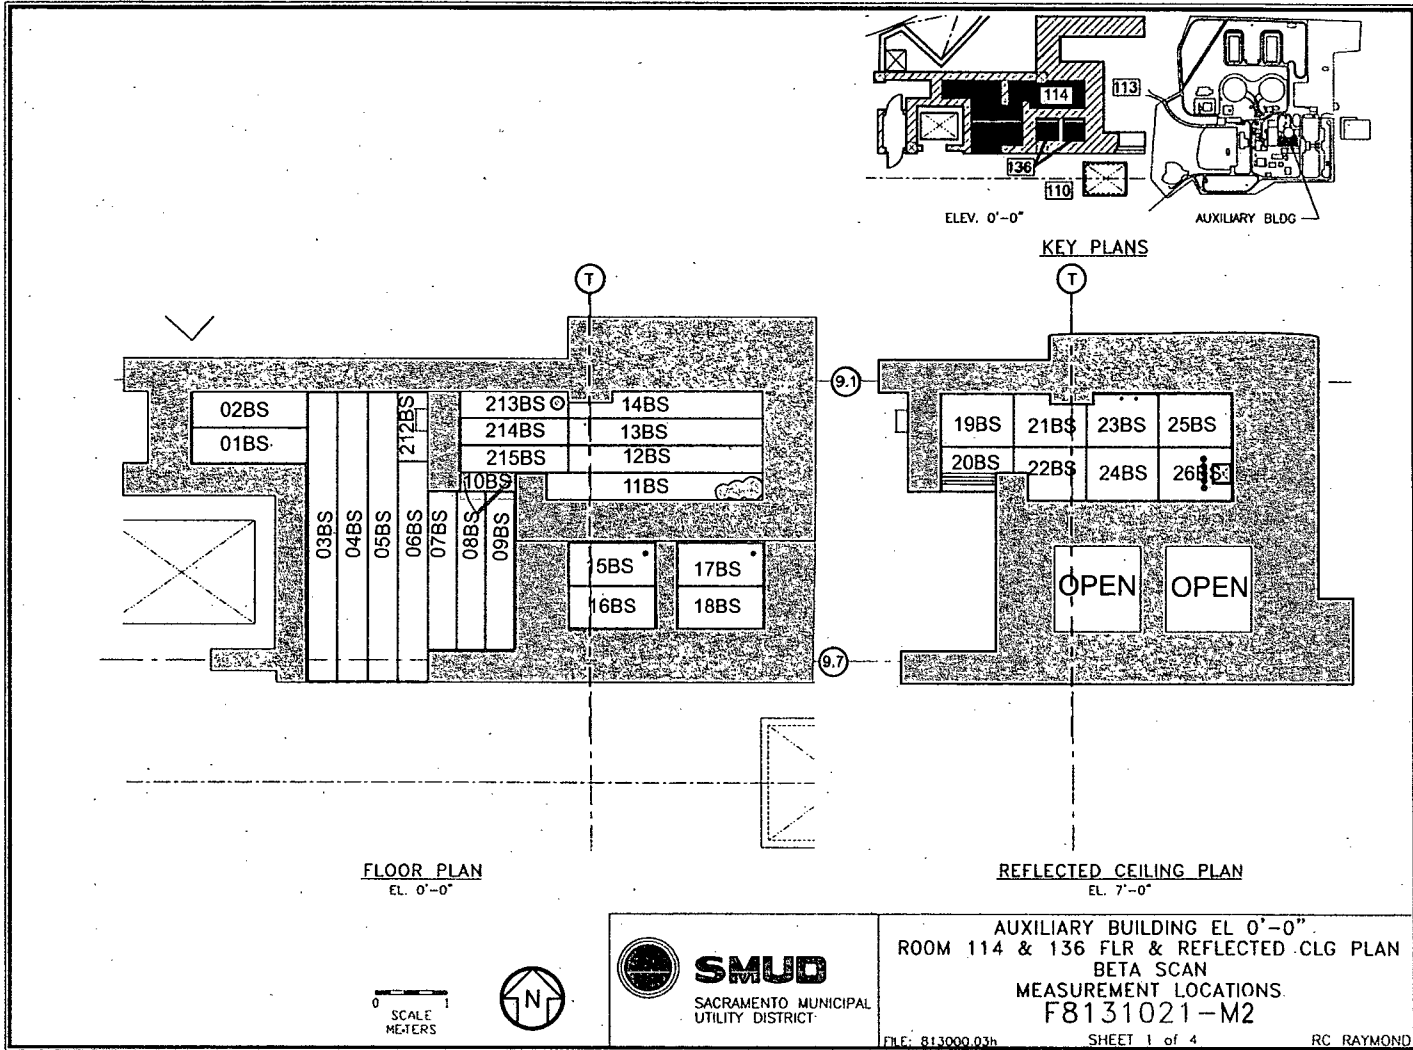 114
113
136
110
ELEV. 0'-0"
AUXILIARY BLDG
KEY PLANS
T
T
9.1
02BS
01BS
03BS
04BS
05BS
06BS
212BS
07BS
08BS
09BS
10BS
213BS
214BS
215BS
14BS
13BS
12BS
11BS
15BS
16BS
17BS
18BS
19BS
20BS
21BS
22BS
23BS
24BS
25BS
26BS
OPEN
OPEN
9.7
FLOOR PLAN
EL. 0'-0"
REFLECTED CEILING PLAN
EL. 7'-0"
0 1
SCALE
METERS
N
SMUD
SACRAMENTO MUNICIPAL
UTILITY DISTRICT
AUXILIARY BUILDING EL 0'-0"
ROOM 114 & 136 FLR & REFLECTED CLG PLAN
BETA SCAN
MEASUREMENT LOCATIONS
F8131021-M2
FILE: 813000.03h
SHEET 1 of 4
RC RAYMOND